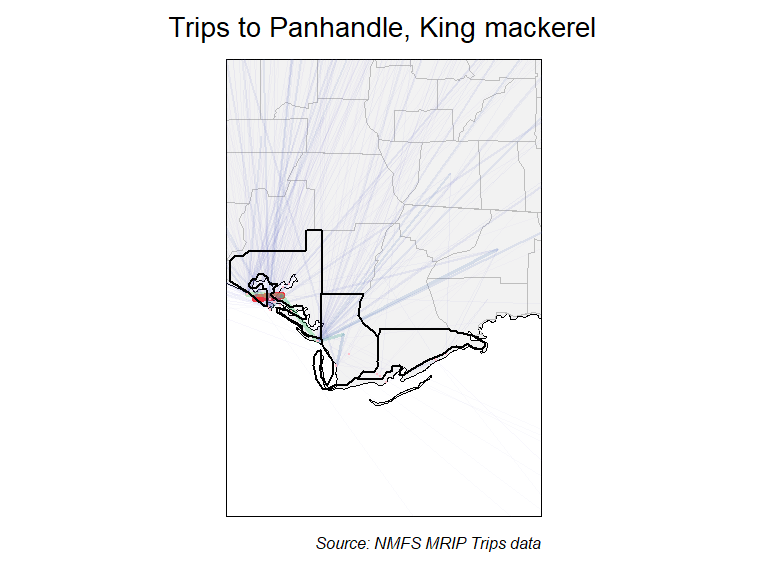 Trips to Panhandle, King mackerel
Source: NMFS MRIP Trips data